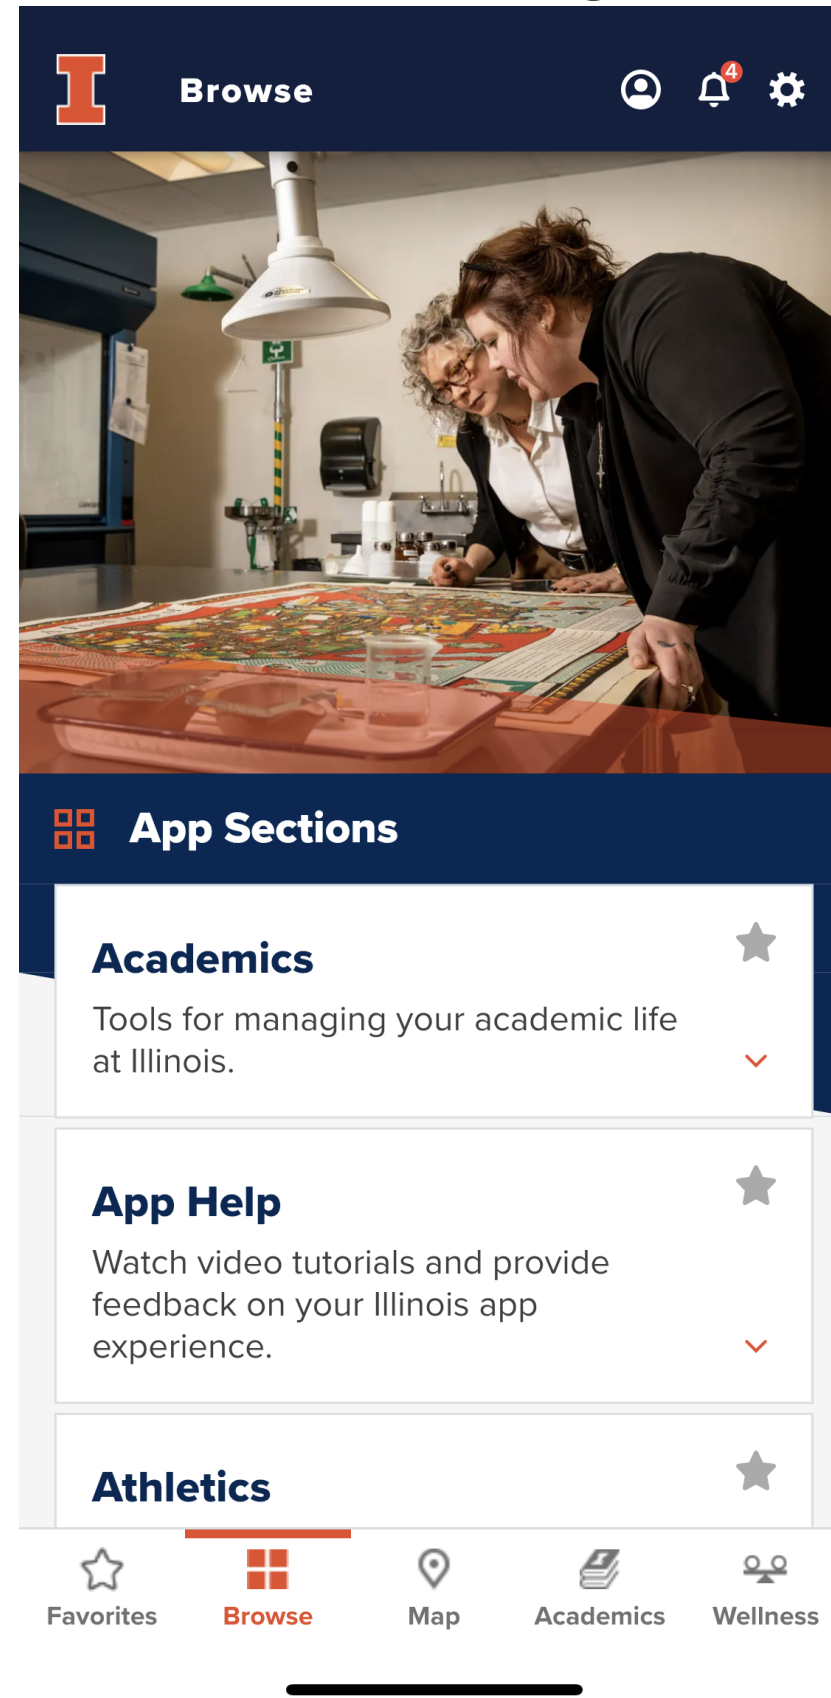 Browse
4
App Sections
Academics
Tools for managing your academic life
at Illinois.
App Help
Watch video tutorials and provide
feedback on your Illinois app
experience.
Athletics
Favorites
Browse
Map
Academics
Wellness